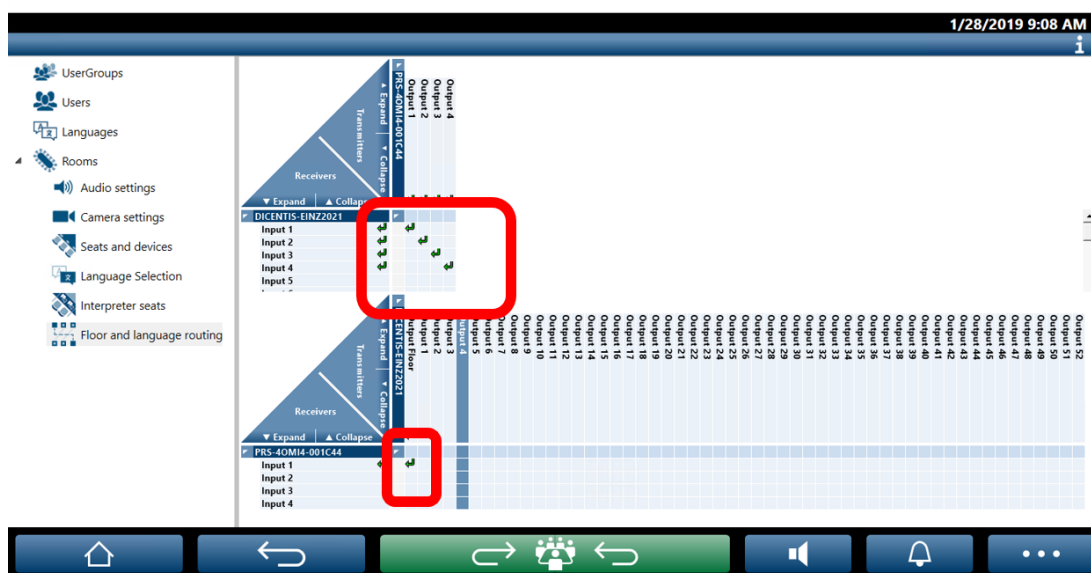 1/28/2019 9:08 AM
i
UserGroups
Users
Languages
Rooms
Audio settings
Camera settings
Seats and devices
Language Selection
Interpreter seats
Floor and language routing
PRS-4OMI4-001C44
Output 1
Output 2
Output 3
Output 4
▲ Expand
▼ Collapse
Transmitters
Receivers
▼ Expand
▲ Collapse
DICENTIS-EINZ2021
Input 1
Input 2
Input 3
Input 4
Input 5
Output Floor
Output 1
Output 2
Output 3
Output 4
Output 5
Output 6
Output 7
Output 8
Output 9
Output 10
Output 11
Output 12
Output 13
Output 14
Output 15
Output 16
Output 17
Output 18
Output 19
Output 20
Output 21
Output 22
Output 23
Output 24
Output 25
Output 26
Output 27
Output 28
Output 29
Output 30
Output 31
Output 32
Output 33
Output 34
Output 35
Output 36
Output 37
Output 38
Output 39
Output 40
Output 41
Output 42
Output 43
Output 44
Output 45
Output 46
Output 47
Output 48
Output 49
Output 50
Output 51
Output 52
▲ Expand
▼ Collapse
Transmitters
Receivers
▼ Expand
▲ Collapse
PRS-4OMI4-001C44
Input 1
Input 2
Input 3
Input 4